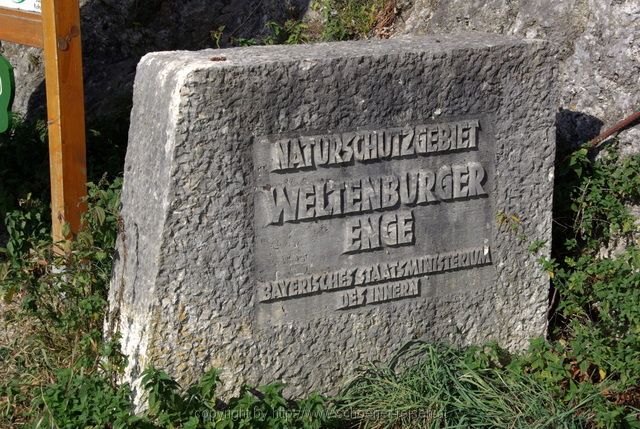 NATURSCHUTZGEBIET
WELTENBURGER
ENGE
BAYERISCHES STAATSMINISTERIUM
DES INNERN